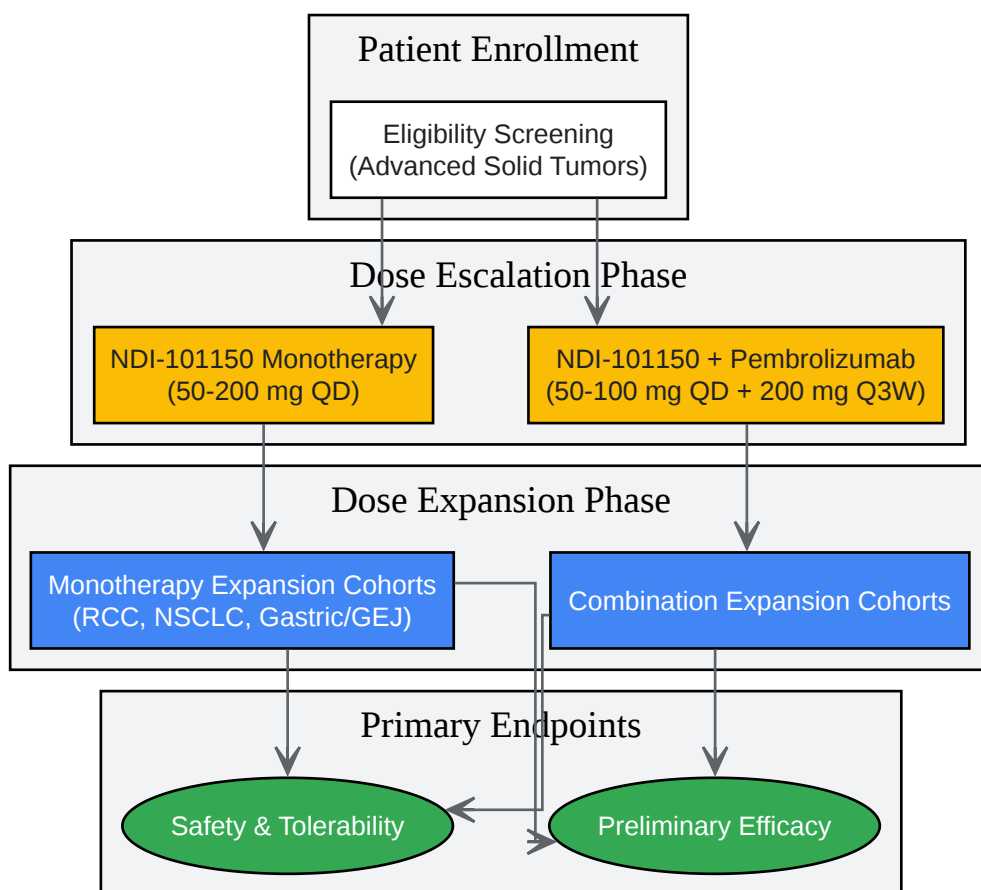 Patient Enrollment
Eligibility Screening
(Advanced Solid Tumors)
Dose Escalation Phase
NDI-101150 Monotherapy
(50-200 mg QD)
NDI-101150 + Pembrolizumab
(50-100 mg QD + 200 mg Q3W)
Dose Expansion Phase
Monotherapy Expansion Cohorts
(RCC, NSCLC, Gastric/GEJ)
Combination Expansion Cohorts
Primary Endpoints
Safety & Tolerability
Preliminary Efficacy